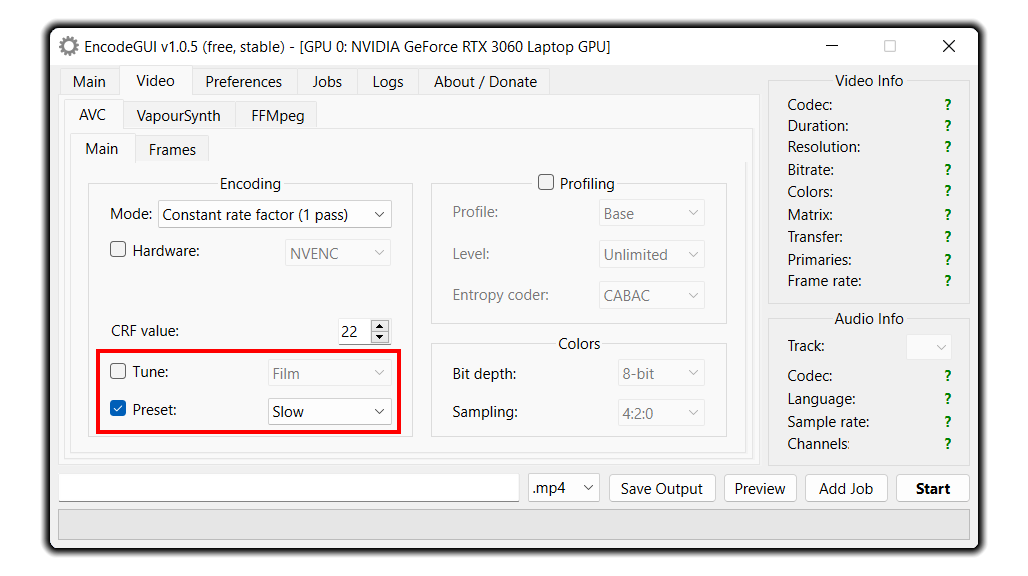 EncodeGUI v1.0.5 (free, stable) - [GPU 0: NVIDIA GeForce RTX 3060 Laptop GPU]
Main Video Preferences Jobs Logs About / Donate
AVC VapourSynth FFMpeg
Main Frames
Encoding
Mode: Constant rate factor (1 pass)
Hardware: NVENC
CRF value: 22
Tune: Film
Preset: Slow
Profiling
Profile: Base
Level: Unlimited
Entropy coder: CABAC
Colors
Bit depth: 8-bit
Sampling: 4:2:0
Video Info
Codec: ?
Duration: ?
Resolution: ?
Bitrate: ?
Colors: ?
Matrix: ?
Transfer: ?
Primaries: ?
Frame rate: ?
Audio Info
Track:
Codec: ?
Language: ?
Sample rate: ?
Channels: ?
.mp4 Save Output Preview Add Job Start